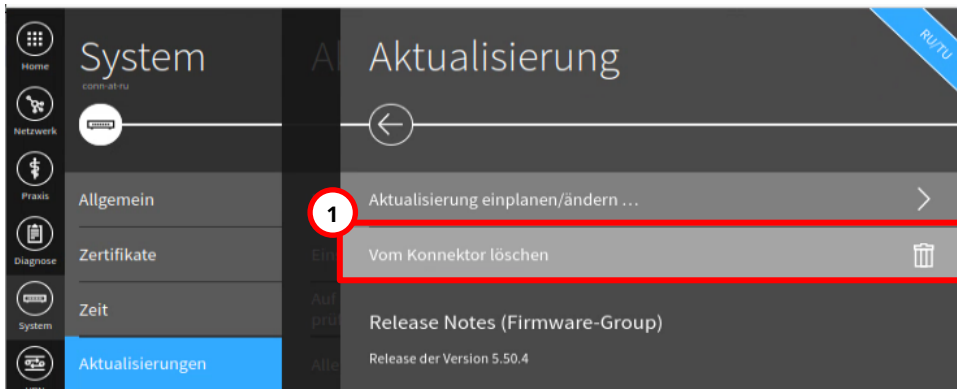 Home
Netzwerk
Praxis
Diagnose
System
System
conn-at-ru
Allgemein
Zertifikate
Zeit
Aktualisierungen
Aktualisierung
RU/TU
1
Aktualisierung einplanen/ändern ...
Vom Konnektor löschen
Release Notes (Firmware-Group)
Release der Version 5.50.4